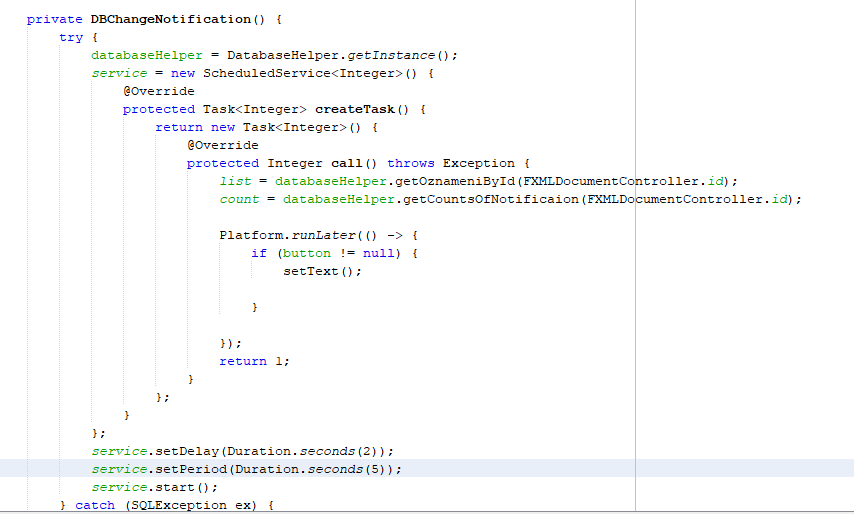 private DBChangeNotification() {
try {
databaseHelper = DatabaseHelper.getInstance();
service = new ScheduledService<Integer>() {
@Override
protected Task<Integer> createTask() {
return new Task<Integer>() {
@Override
protected Integer call() throws Exception {
list = databaseHelper.getOznameniById(FXMLDocumentController.id);
count = databaseHelper.getCountsOfNotificaion(FXMLDocumentController.id);
Platform.runLater(() -> {
if (button != null) {
setText();
}
});
return 1;
}
};
}
};
service.setDelay(Duration.seconds(2));
service.setPeriod(Duration.seconds(5));
service.start();
} catch (SQLException ex) {